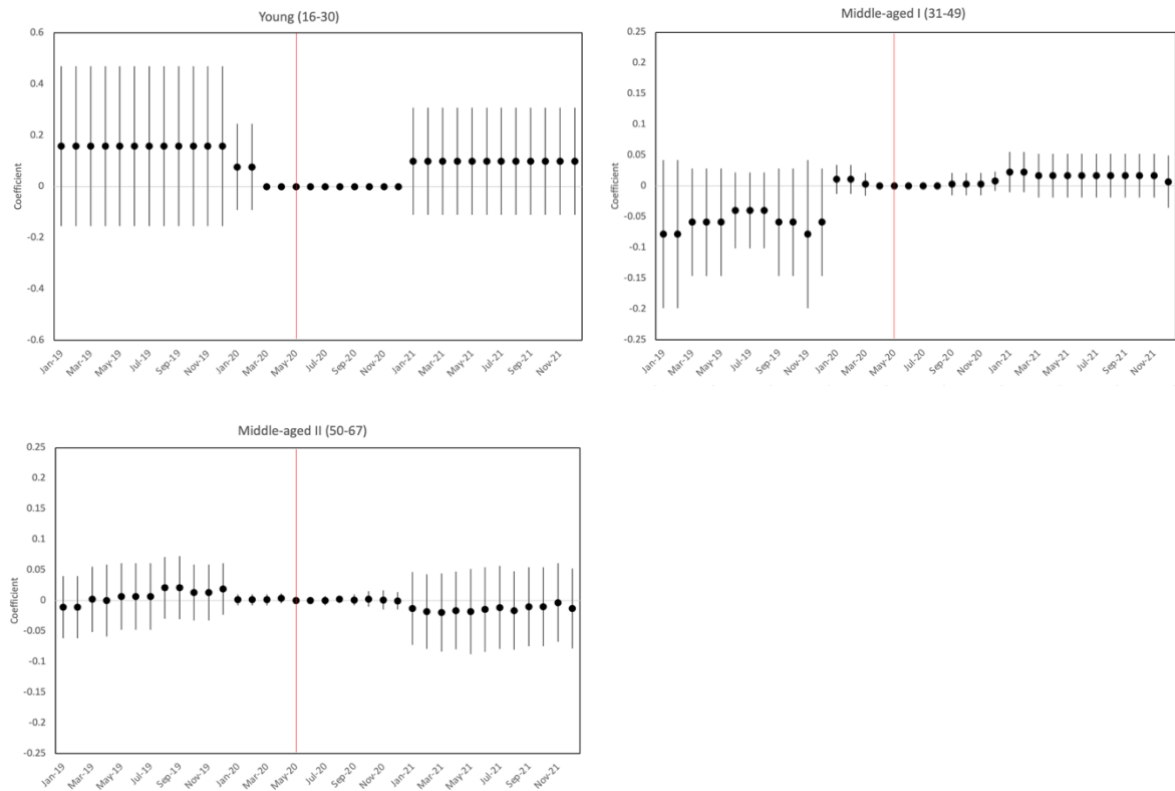 Young (16-30)
0.6
0.4
0.2
0
-0.2
-0.4
-0.6
Coefficient
Jan-19
Mar-19
May-19
Jul-19
Sep-19
Nov-19
Jan-20
Mar-20
May-20
Jul-20
Sep-20
Nov-20
Jan-21
Mar-21
May-21
Jul-21
Sep-21
Nov-21
Middle-aged I (31-49)
0.25
0.2
0.15
0.1
0.05
0
-0.05
-0.1
-0.15
-0.2
-0.25
Coefficient
Jan-19
Mar-19
May-19
Jul-19
Sep-19
Nov-19
Jan-20
Mar-20
May-20
Jul-20
Sep-20
Nov-20
Jan-21
Mar-21
May-21
Jul-21
Sep-21
Nov-21
Middle-aged II (50-67)
0.25
0.2
0.15
0.1
0.05
0
-0.05
-0.1
-0.15
-0.2
-0.25
Coefficient
Jan-19
Mar-19
May-19
Jul-19
Sep-19
Nov-19
Jan-20
Mar-20
May-20
Jul-20
Sep-20
Nov-20
Jan-21
Mar-21
May-21
Jul-21
Sep-21
Nov-21